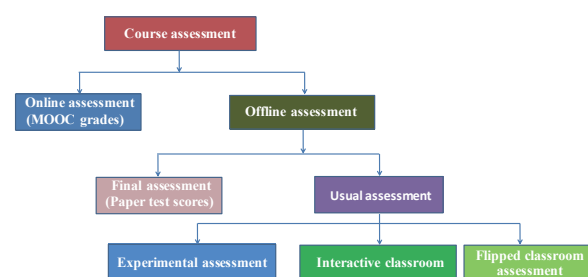 Course assessment
Online assessment
(MOOC grades)
Offline assessment
Final assessment
(Paper test scores)
Usual assessment
Experimental assessment
Interactive classroom
Flipped classroom
assessment